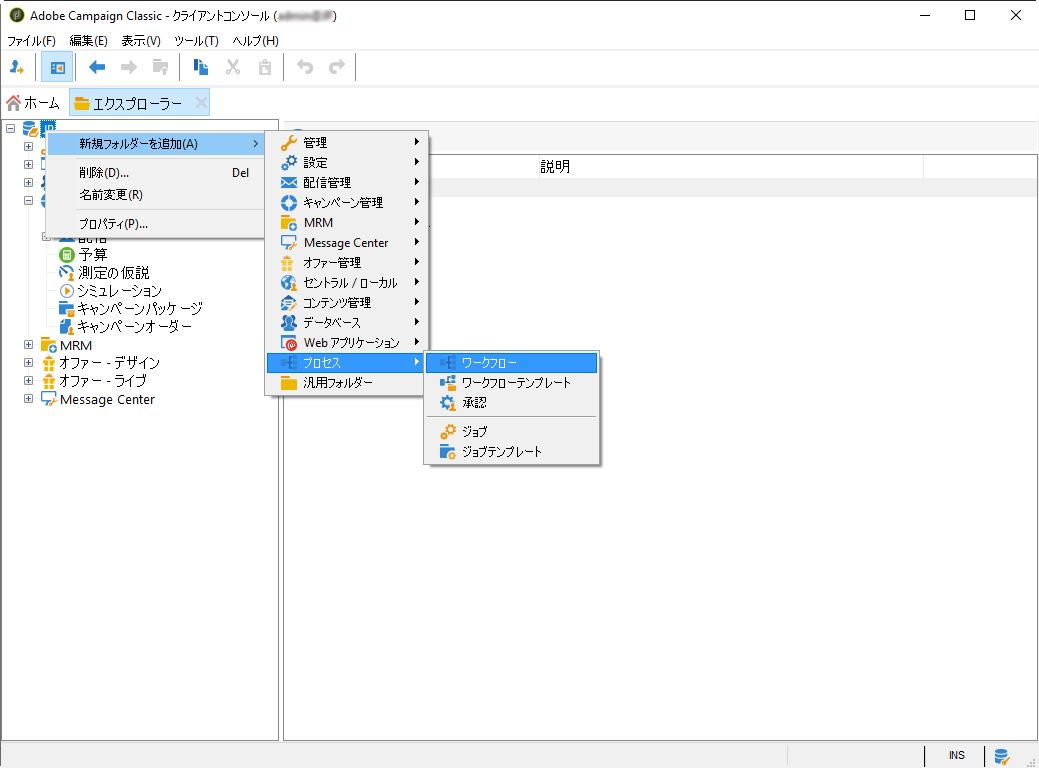 Adobe Campaign Classic - クライアントコンソール ( )
ファイル(F) 編集(E) 表示(V) ツール(T) ヘルプ(H)
ホーム エクスプローラー
説明
新規フォルダーを追加(A)
削除(D)... Del
名前変更(R)
プロパティ(P)...
管理
設定
配信管理
キャンペーン管理
MRM
Message Center
オファー管理
セントラル / ローカル
コンテンツ管理
データベース
Web アプリケーション
プロセス
汎用フォルダー
ワークフロー
ワークフローテンプレート
承認
ジョブ
ジョブテンプレート
予算
測定の仮説
シミュレーション
キャンペーンパッケージ
キャンペーンオーダー
MRM
オファー - デザイン
オファー - ライブ
Message Center
INS